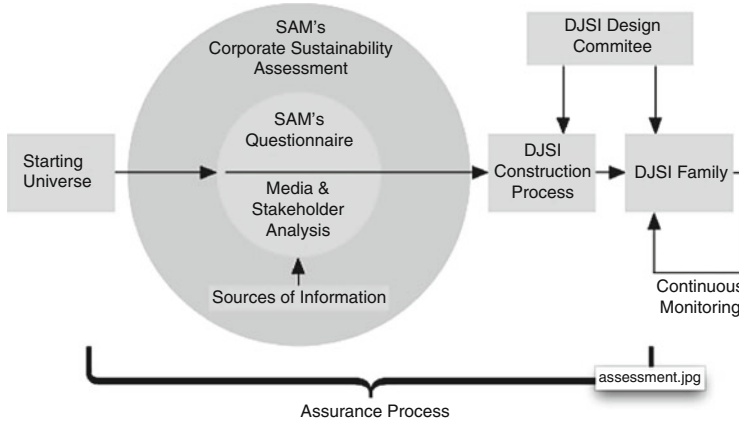 SAM's
Corporate Sustainability
Assessment
DJSI Design
Commitee
SAM's
Questionnaire
Starting
Universe
DJSI
Construction
Process
DJSI Family
Media &
Stakeholder
Analysis
Sources of Information
Continuous
Monitoring
assessment.jpg
Assurance Process